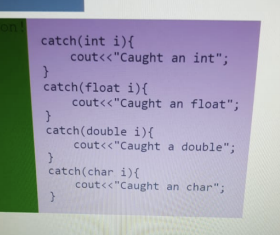 on!
catch(int i){
cout<<"Caught an int";
}
catch(float i){
cout<<"Caught an float";
}
catch(double i){
cout<<"Caught a double";
}
catch(char i){
cout<<"Caught an char";
}